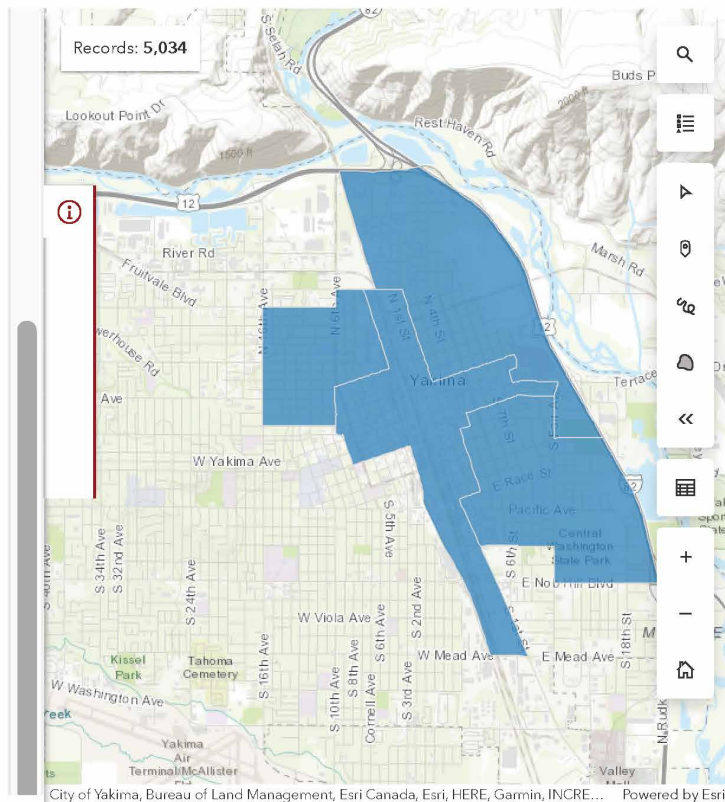 82
S Selah Rd
Records: 5,034
Buds P
2000 ft
Lookout Point Dr
Rest Haven Rd
1500 ft
12
River Rd
Marsh Rd
Fruitvale Blvd
N 16th Ave
N 6th Ave
N 1st St
N 4th St
werhouse Rd
Yakima
Terrace
Ave
S 7th St
W Yakima Ave
E Race St
82
S 5th Ave
Pacific Ave
Central
Washington
State Park
S 34th Ave
S 32nd Ave
S 24th Ave
S 6th St
E Nob Hill Blvd
S 2nd Ave
W Viola Ave
S 6th Ave
S 1st St
S 18th St
S 16th Ave
S 8th Ave
W Mead Ave
E Mead Ave
Kissel
Park
Tahoma
Cemetery
S 10th Ave
Cornell Ave
S 3rd Ave
W Washington Ave
reek
N Rudk
Yakima
Air
Terminal/McAllister
Valley
City of Yakima, Bureau of Land Management, Esri Canada, Esri, HERE, Garmin, INCRE... Powered by Esri